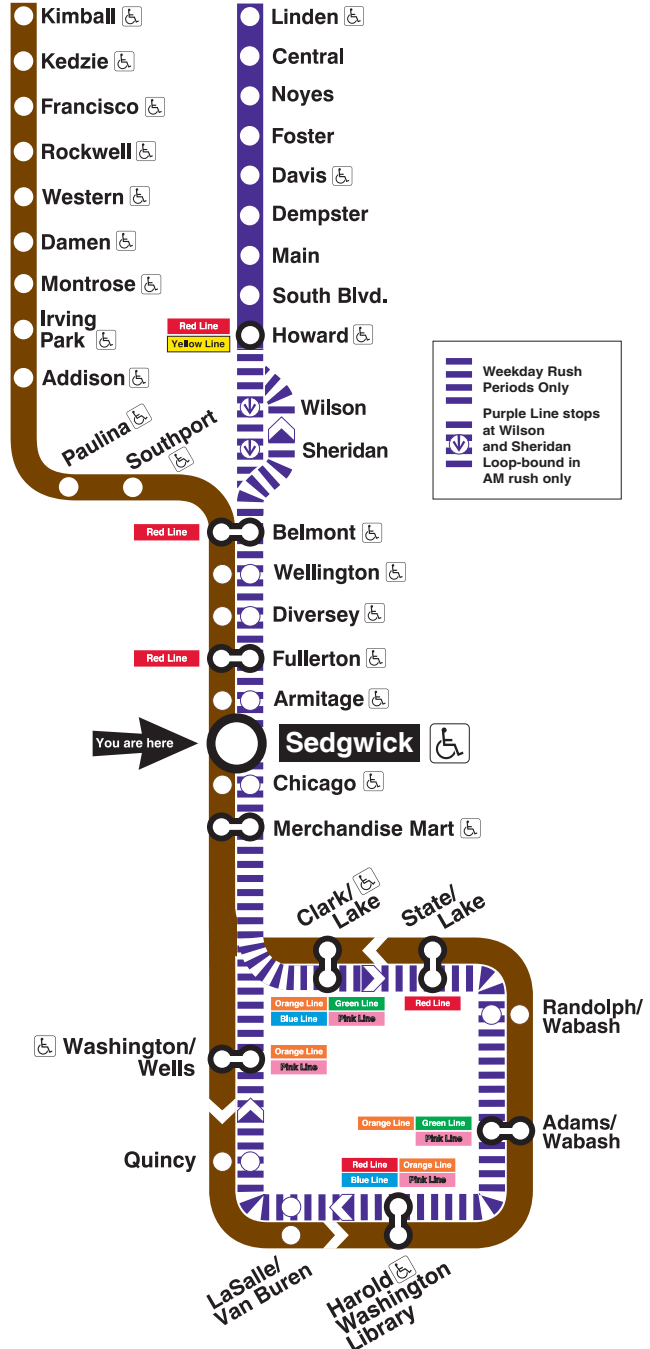 Kimball
Kedzie
Francisco
Rockwell
Western
Damen
Montrose
Irving
Park
Addison
Paulina
Southport
Linden
Central
Noyes
Foster
Davis
Dempster
Main
South Blvd.
Red Line
Yellow Line
Howard
Wilson
Sheridan
Weekday Rush
Periods Only
Purple Line stops
at Wilson
and Sheridan
Loop-bound in
AM rush only
Red Line
Belmont
Wellington
Diversey
Red Line
Fullerton
Armitage
You are here
Sedgwick
Chicago
Merchandise Mart
Clark/
Lake
State/
Lake
Orange Line
Green Line
Blue Line
Pink Line
Red Line
Randolph/
Wabash
Washington/
Wells
Orange Line
Pink Line
Orange Line
Green Line
Pink Line
Adams/
Wabash
Quincy
Red Line
Orange Line
Blue Line
Pink Line
LaSalle/
Van Buren
Harold
Washington
Library